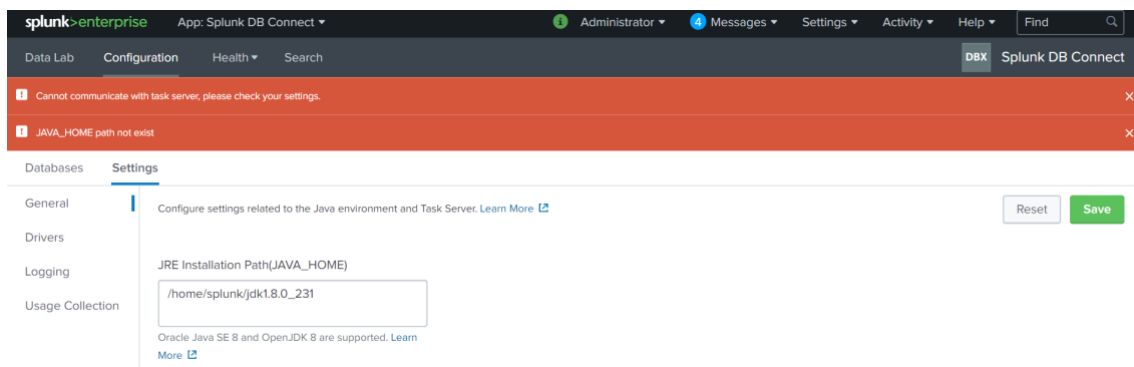 splunk>enterprise App: Splunk DB Connect Administrator 4 Messages Settings Activity Help Find
Data Lab Configuration Health Search DBX Splunk DB Connect
Cannot communicate with task server, please check your settings.
JAVA_HOME path not exist
Databases Settings
General
Drivers
Logging
Usage Collection
Configure settings related to the Java environment and Task Server. Learn More
Reset Save
JRE Installation Path(JAVA_HOME)
/home/splunk/jdk1.8.0_231
Oracle Java SE 8 and OpenJDK 8 are supported. Learn
More